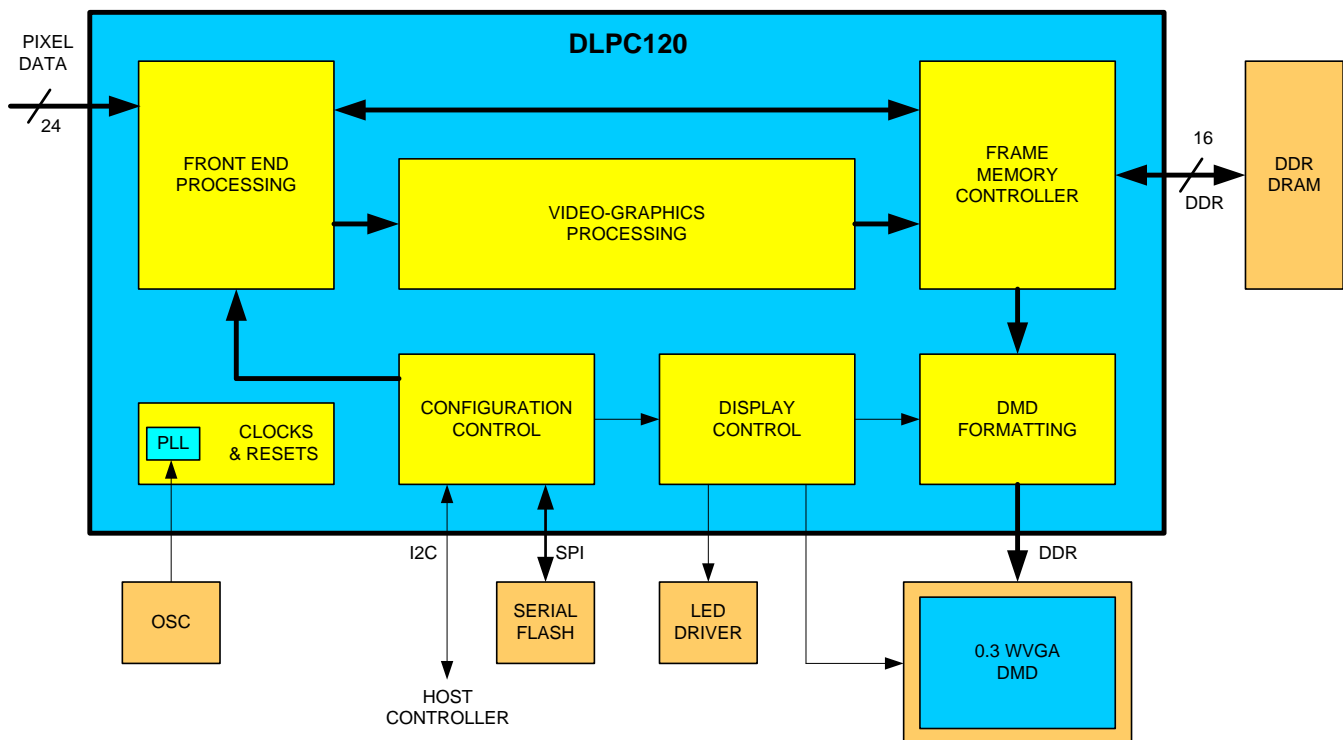 DLPC120
PIXEL
DATA
24
FRONT END
PROCESSING
VIDEO-GRAPHICS
PROCESSING
FRAME
MEMORY
CONTROLLER
16
DDR
DDR
DRAM
CONFIGURATION
CONTROL
DISPLAY
CONTROL
DMD
FORMATTING
PLL
CLOCKS
& RESETS
I2C
SPI
DDR
OSC
SERIAL
FLASH
LED
DRIVER
0.3 WVGA
DMD
HOST
CONTROLLER